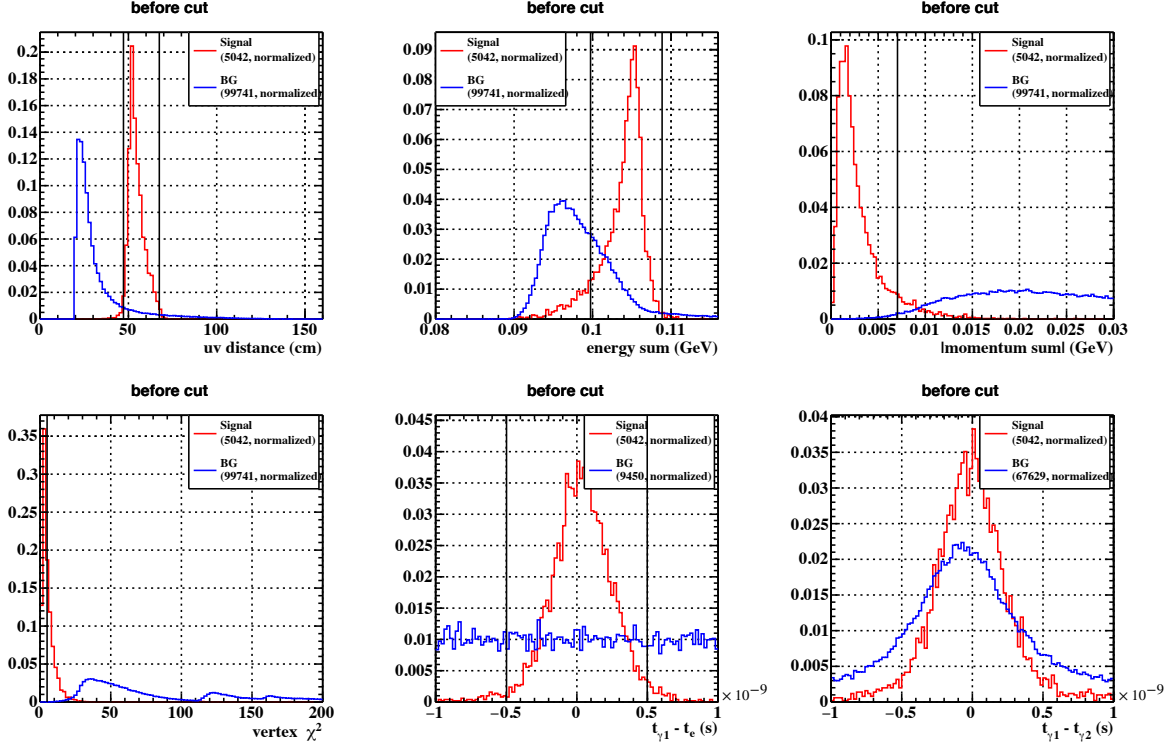 before cut
0.2
0.18
0.16
0.14
0.12
0.1
0.08
0.06
0.04
0.02
0
0 50 100 150
uv distance (cm)
Signal
(5042, normalized)
BG
(99741, normalized)
before cut
0.09
0.08
0.07
0.06
0.05
0.04
0.03
0.02
0.01
0
0.08 0.09 0.1 0.11
energy sum (GeV)
Signal
(5042, normalized)
BG
(99741, normalized)
before cut
0.1
0.08
0.06
0.04
0.02
0
0 0.005 0.01 0.015 0.02 0.025 0.03
|momentum sum| (GeV)
Signal
(5042, normalized)
BG
(99741, normalized)
before cut
0.35
0.3
0.25
0.2
0.15
0.1
0.05
0
0 50 100 150 200
vertex χ²
Signal
(5042, normalized)
BG
(99741, normalized)
before cut
0.045
0.04
0.035
0.03
0.025
0.02
0.015
0.01
0.005
0
−1 −0.5 0 0.5 1
×10⁻⁹
t_γ1 - t_e (s)
Signal
(5042, normalized)
BG
(9450, normalized)
before cut
0.04
0.035
0.03
0.025
0.02
0.015
0.01
0.005
0
−1 −0.5 0 0.5 1
×10⁻⁹
t_γ1 - t_γ2 (s)
Signal
(5042, normalized)
BG
(67629, normalized)